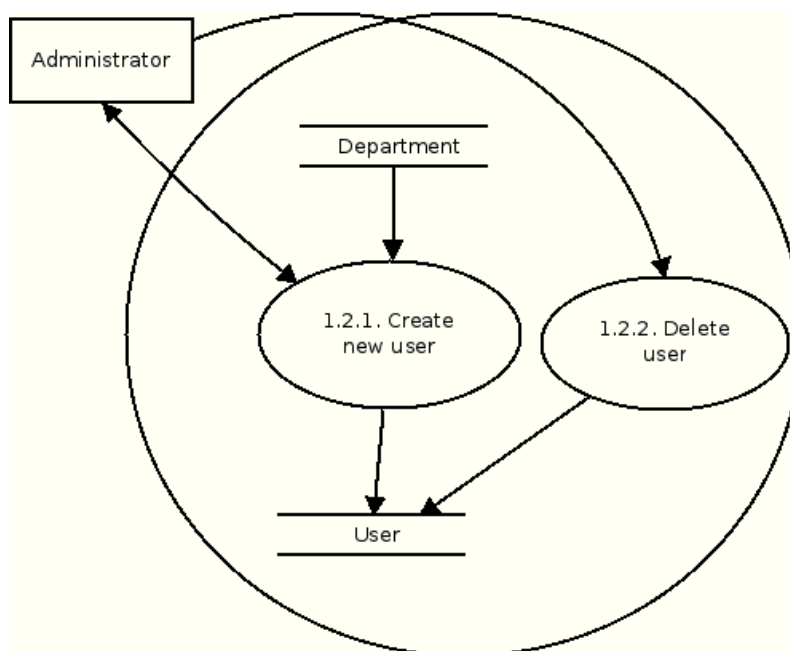 Administrator
Department
1.2.1. Create
new user
1.2.2. Delete
user
User